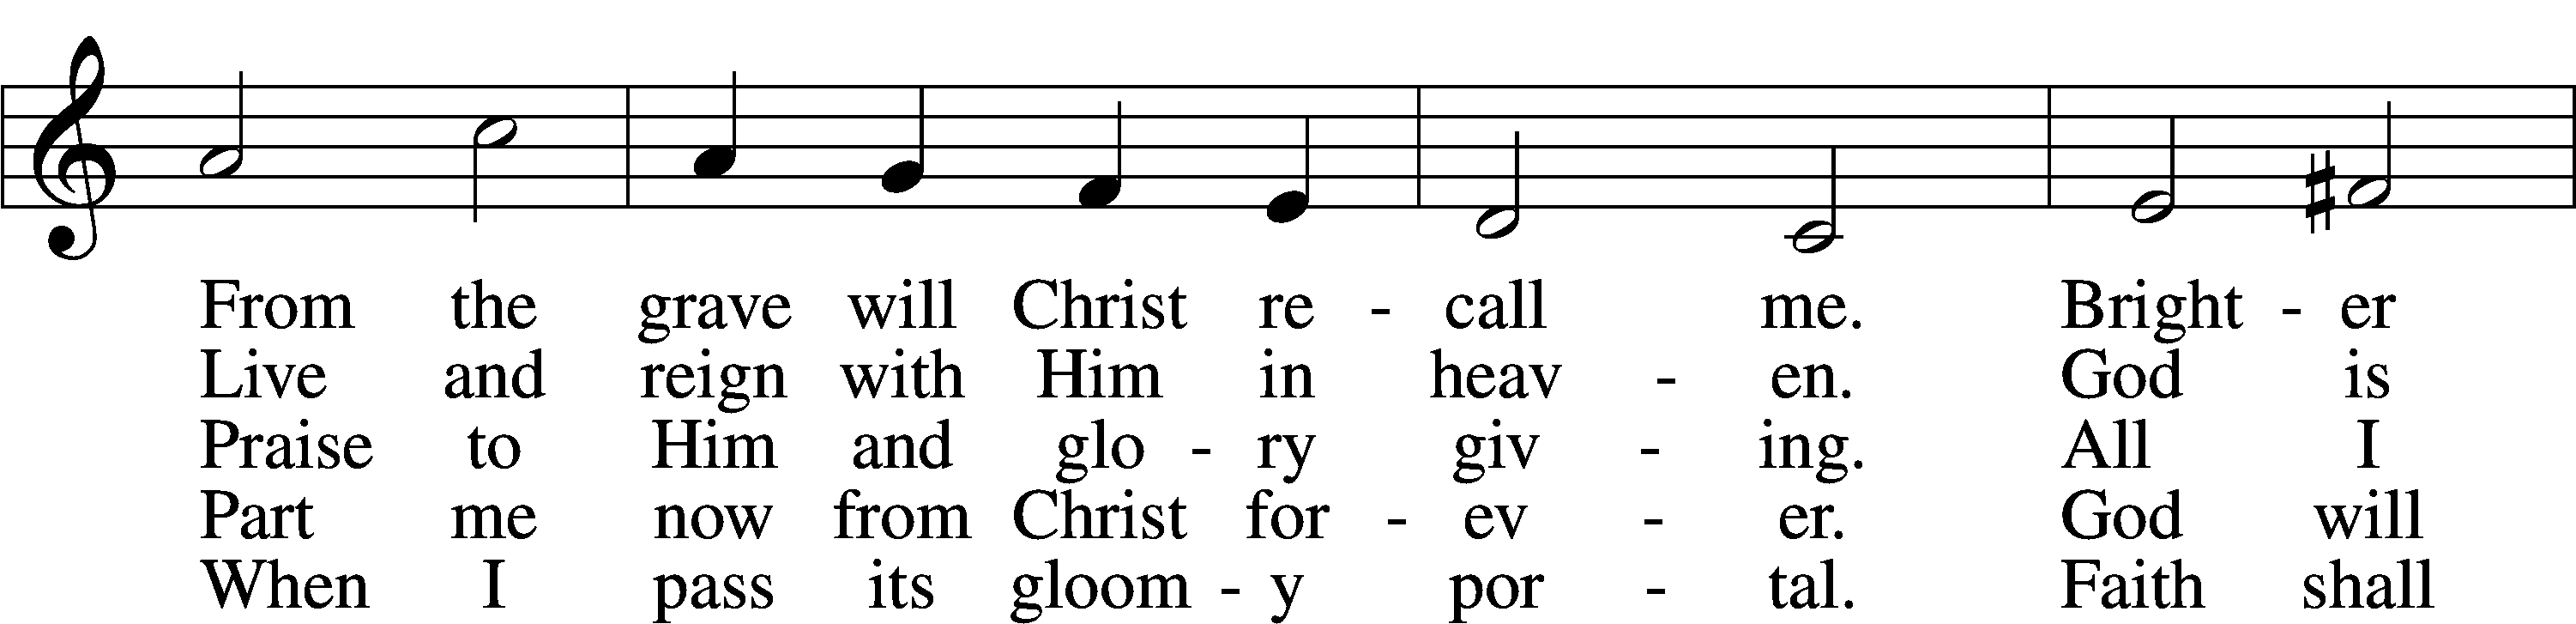 From the grave will Christ re - call me. Bright - er
Live and reign with Him in heav - en. God is
Praise to Him and glo - ry giv - ing. All I
Part me now from Christ for - ev - er. God will
When I pass its gloom - y por - tal. Faith shall